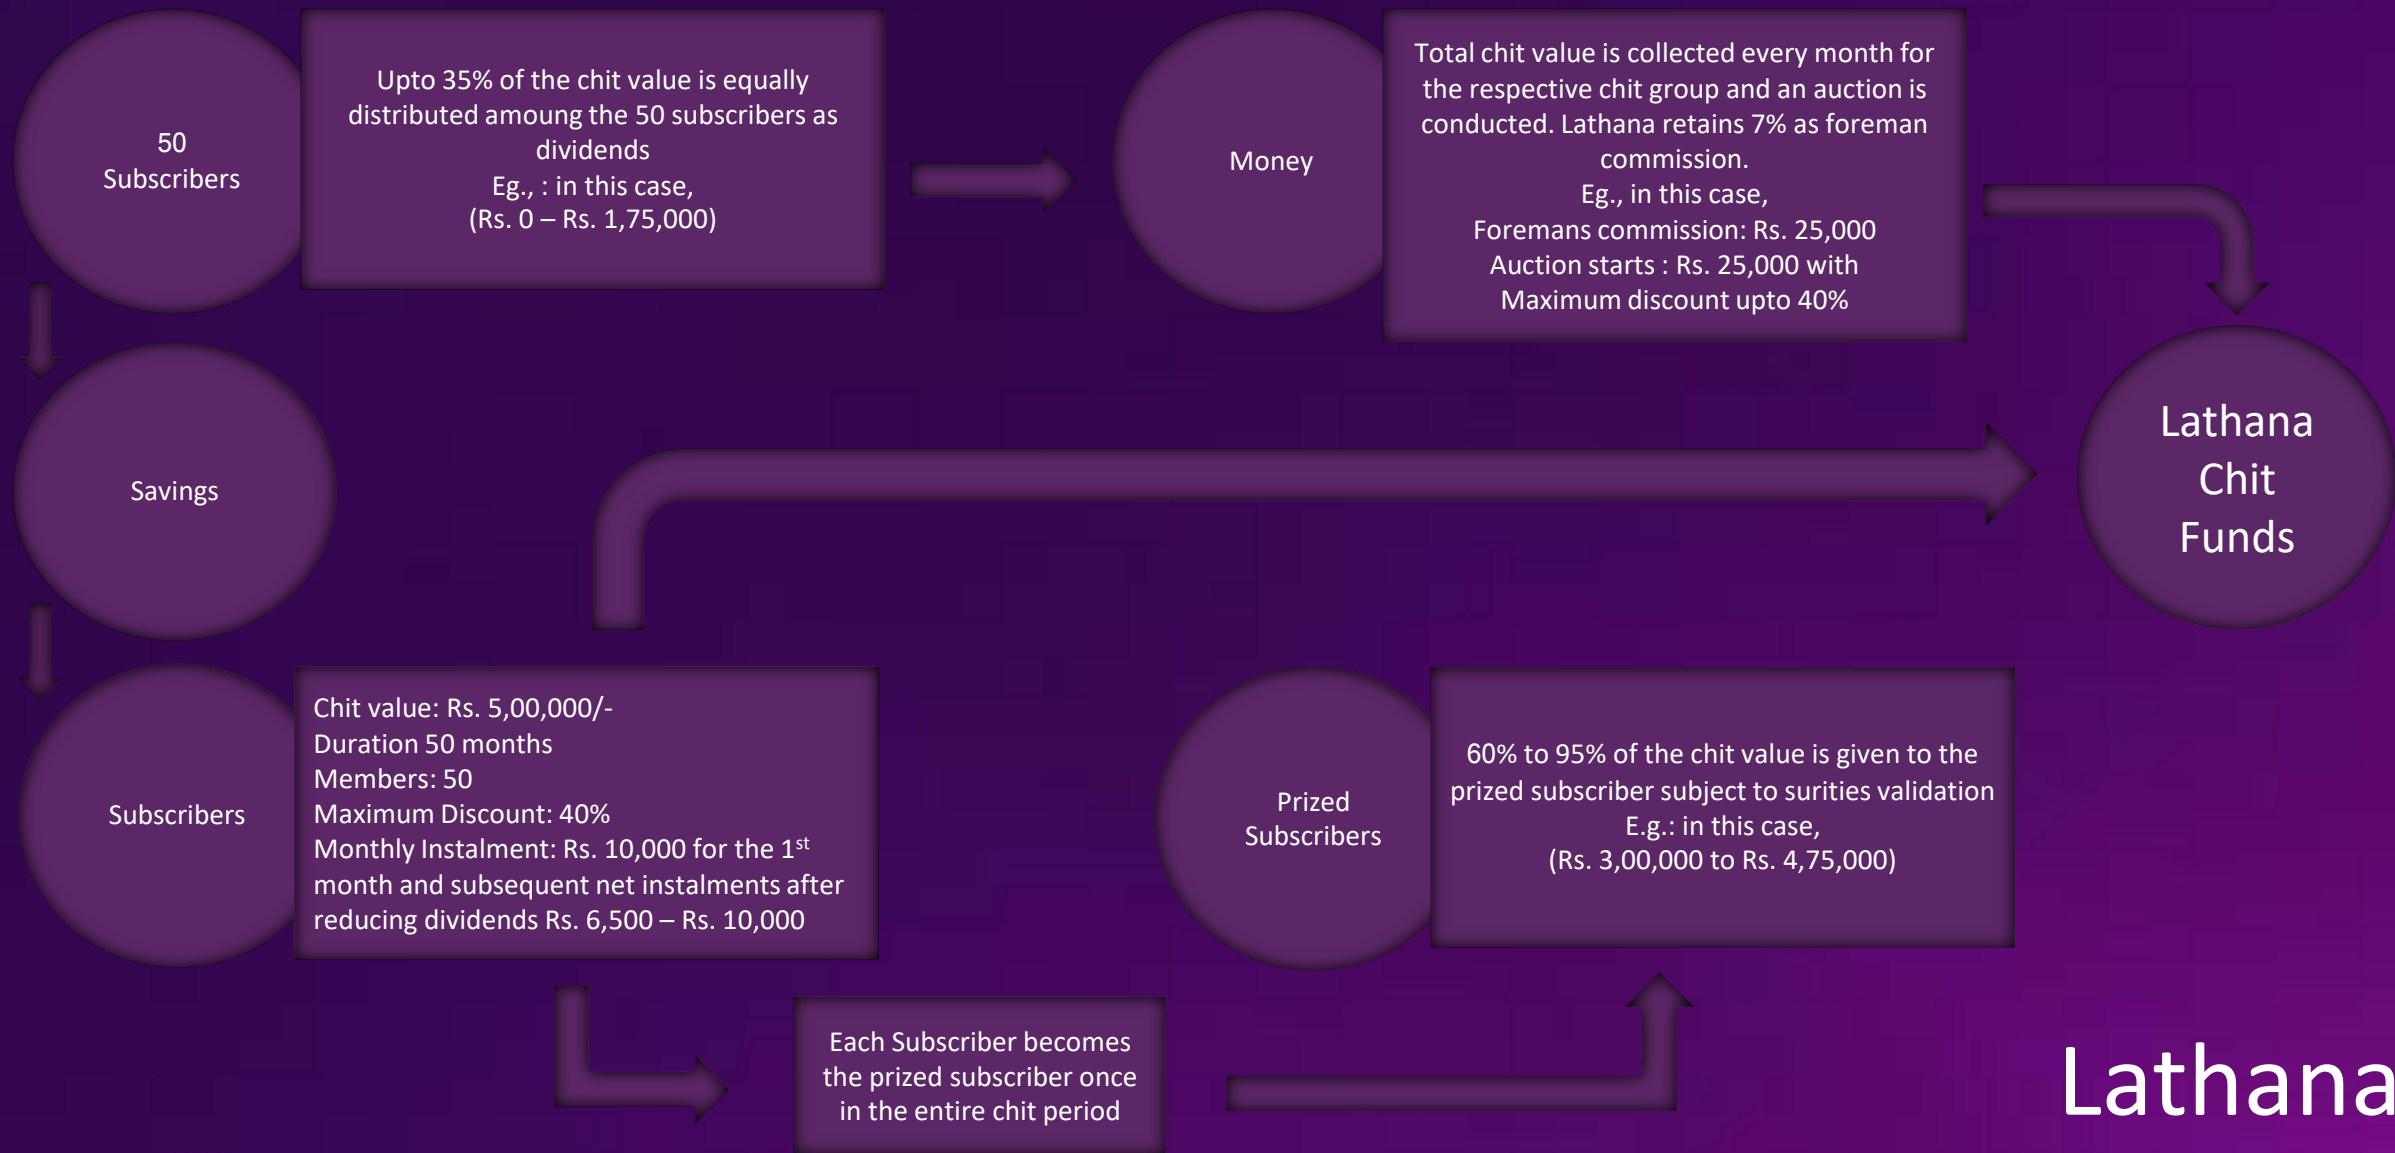 50
Subscribers
Upto 35% of the chit value is equally
distributed amoung the 50 subscribers as
dividends
Eg., : in this case,
(Rs. 0 – Rs. 1,75,000)
Money
Total chit value is collected every month for
the respective chit group and an auction is
conducted. Lathana retains 7% as foreman
commission.
Eg., in this case,
Foremans commission: Rs. 25,000
Auction starts : Rs. 25,000 with
Maximum discount upto 40%
Savings
Lathana
Chit
Funds
Subscribers
Chit value: Rs. 5,00,000/-
Duration 50 months
Members: 50
Maximum Discount: 40%
Monthly Instalment: Rs. 10,000 for the 1st
month and subsequent net instalments after
reducing dividends Rs. 6,500 – Rs. 10,000
Prized
Subscribers
60% to 95% of the chit value is given to the
prized subscriber subject to surities validation
E.g.: in this case,
(Rs. 3,00,000 to Rs. 4,75,000)
Each Subscriber becomes
the prized subscriber once
in the entire chit period
Lathana